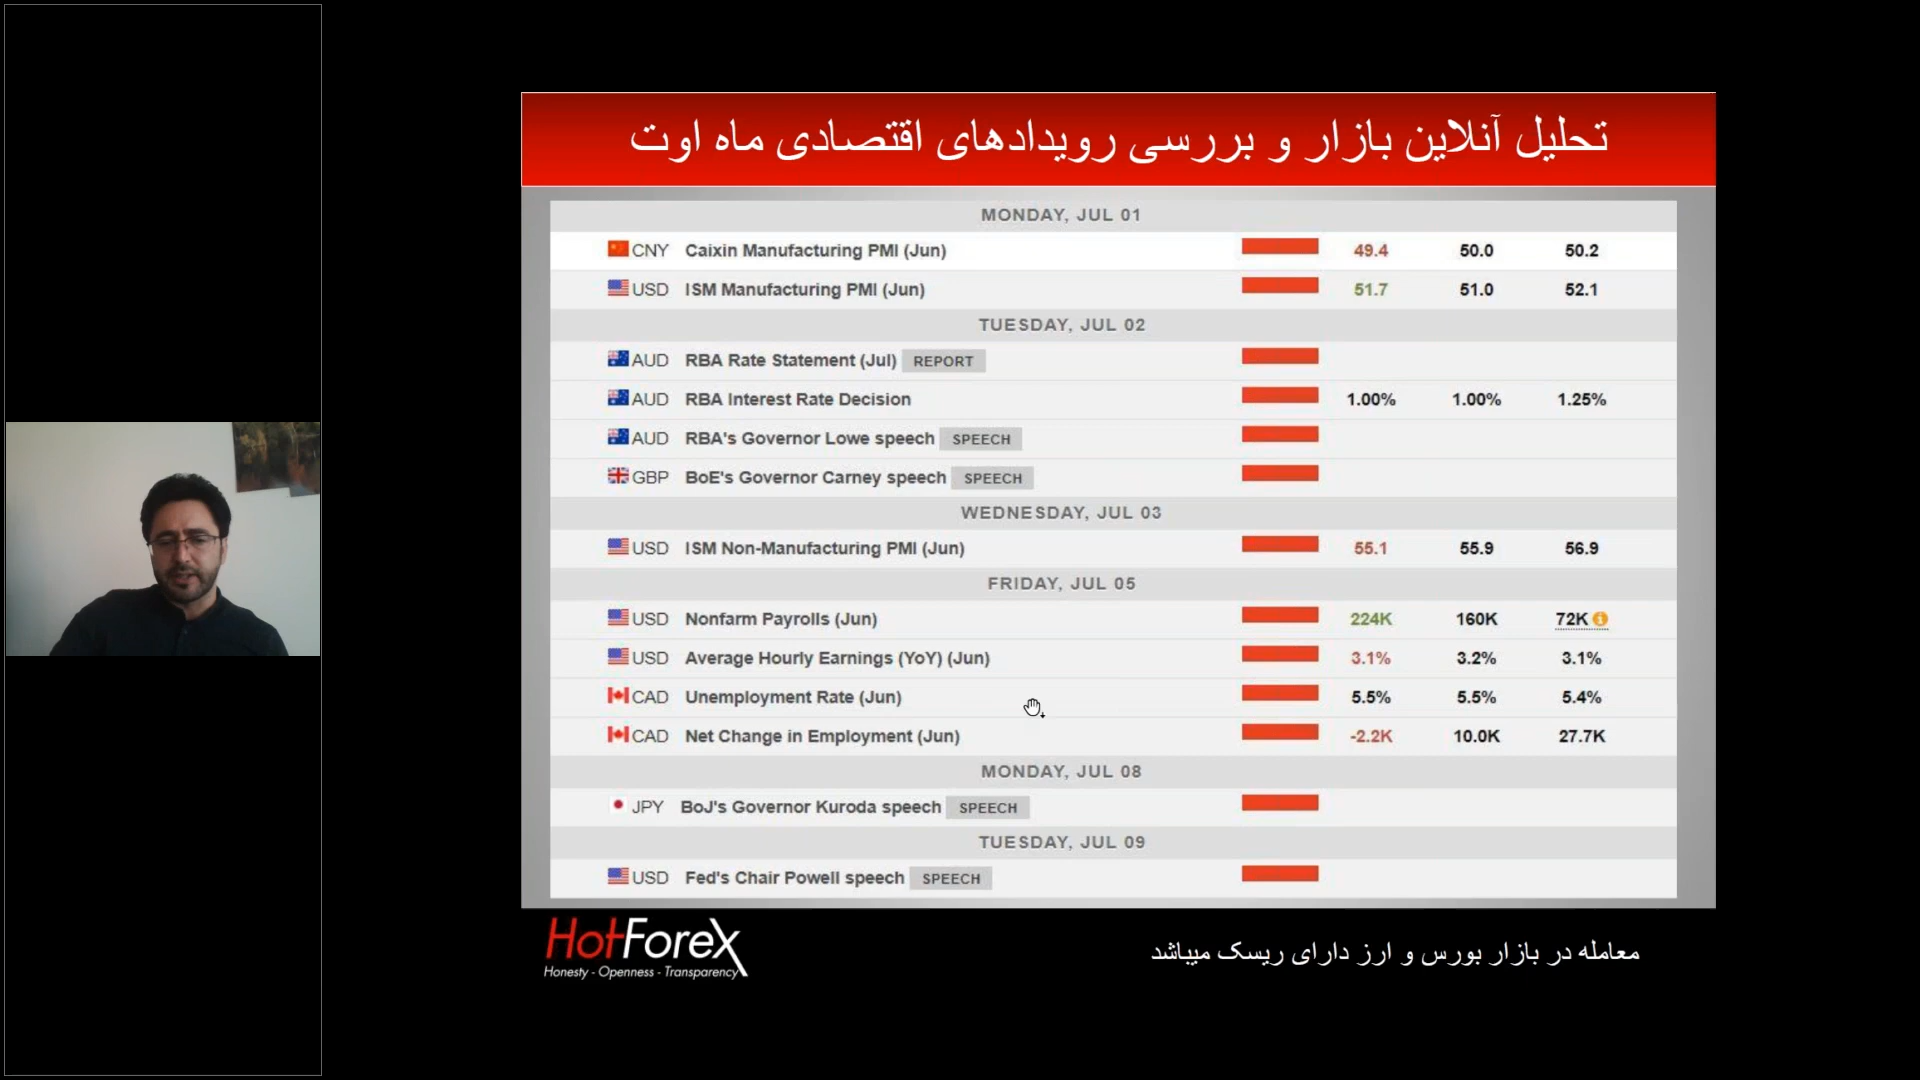 تحلیل آنلاین بازار و بررسی رویدادهای اقتصادی ماه اوت
MONDAY, JUL 01
CNY Caixin Manufacturing PMI (Jun) 49.4 50.0 50.2
USD ISM Manufacturing PMI (Jun) 51.7 51.0 52.1
TUESDAY, JUL 02
AUD RBA Rate Statement (Jul) REPORT
AUD RBA Interest Rate Decision 1.00% 1.00% 1.25%
AUD RBA's Governor Lowe speech SPEECH
GBP BoE's Governor Carney speech SPEECH
WEDNESDAY, JUL 03
USD ISM Non-Manufacturing PMI (Jun) 55.1 55.9 56.9
FRIDAY, JUL 05
USD Nonfarm Payrolls (Jun) 224K 160K 72K
USD Average Hourly Earnings (YoY) (Jun) 3.1% 3.2% 3.1%
CAD Unemployment Rate (Jun) 5.5% 5.5% 5.4%
CAD Net Change in Employment (Jun) -2.2K 10.0K 27.7K
MONDAY, JUL 08
JPY BoJ's Governor Kuroda speech SPEECH
TUESDAY, JUL 09
USD Fed's Chair Powell speech SPEECH
HotForex
Honesty - Openness - Transparency
معامله در بازار بورس و ارز دارای ریسک میباشد